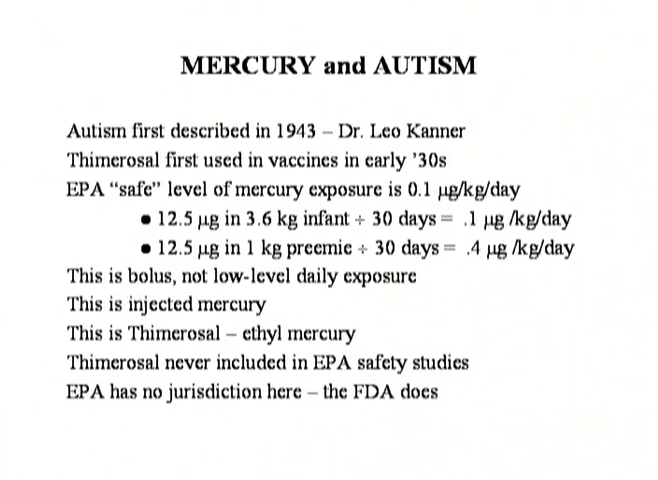 MERCURY and AUTISM
Autism first described in 1943 – Dr. Leo Kanner
Thimerosal first used in vaccines in early '30s
EPA "safe" level of mercury exposure is 0.1 µg/kg/day
● 12.5 µg in 3.6 kg infant ÷ 30 days = .1 µg /kg/day
● 12.5 µg in 1 kg preemie ÷ 30 days = .4 µg /kg/day
This is bolus, not low-level daily exposure
This is injected mercury
This is Thimerosal – ethyl mercury
Thimerosal never included in EPA safety studies
EPA has no jurisdiction here – the FDA does